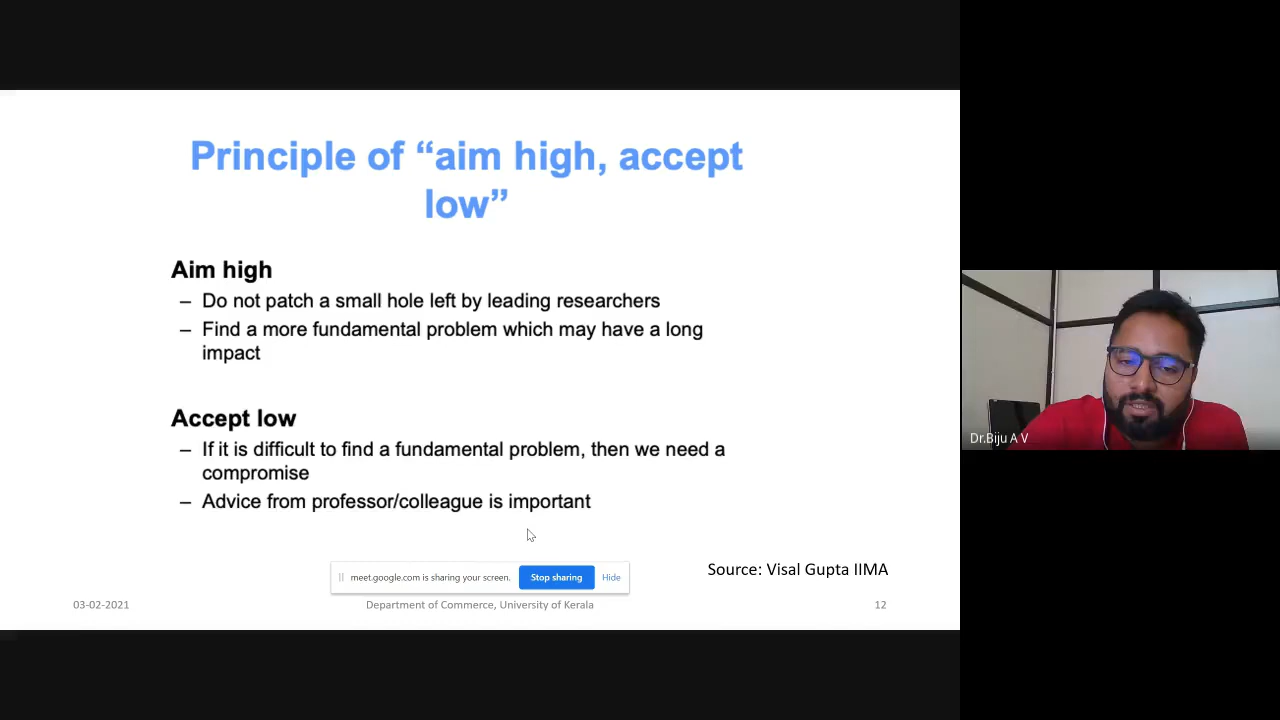 Principle of “aim high, accept
low”
Aim high
– Do not patch a small hole left by leading researchers
– Find a more fundamental problem which may have a long
impact
Accept low
– If it is difficult to find a fundamental problem, then we need a
compromise
– Advice from professor/colleague is important
meet.google.com is sharing your screen. Stop sharing Hide
Source: Visal Gupta IIMA
03-02-2021 Department of Commerce, University of Kerala 12
Dr.Biju A V